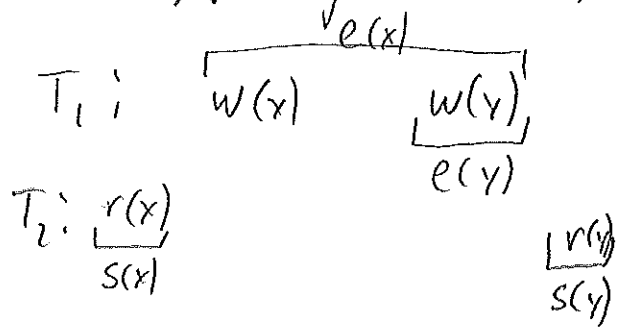 e(x)
T₁: w(x) w(y)
e(y)
T₂: r(x) r(y)
s(x) s(y)